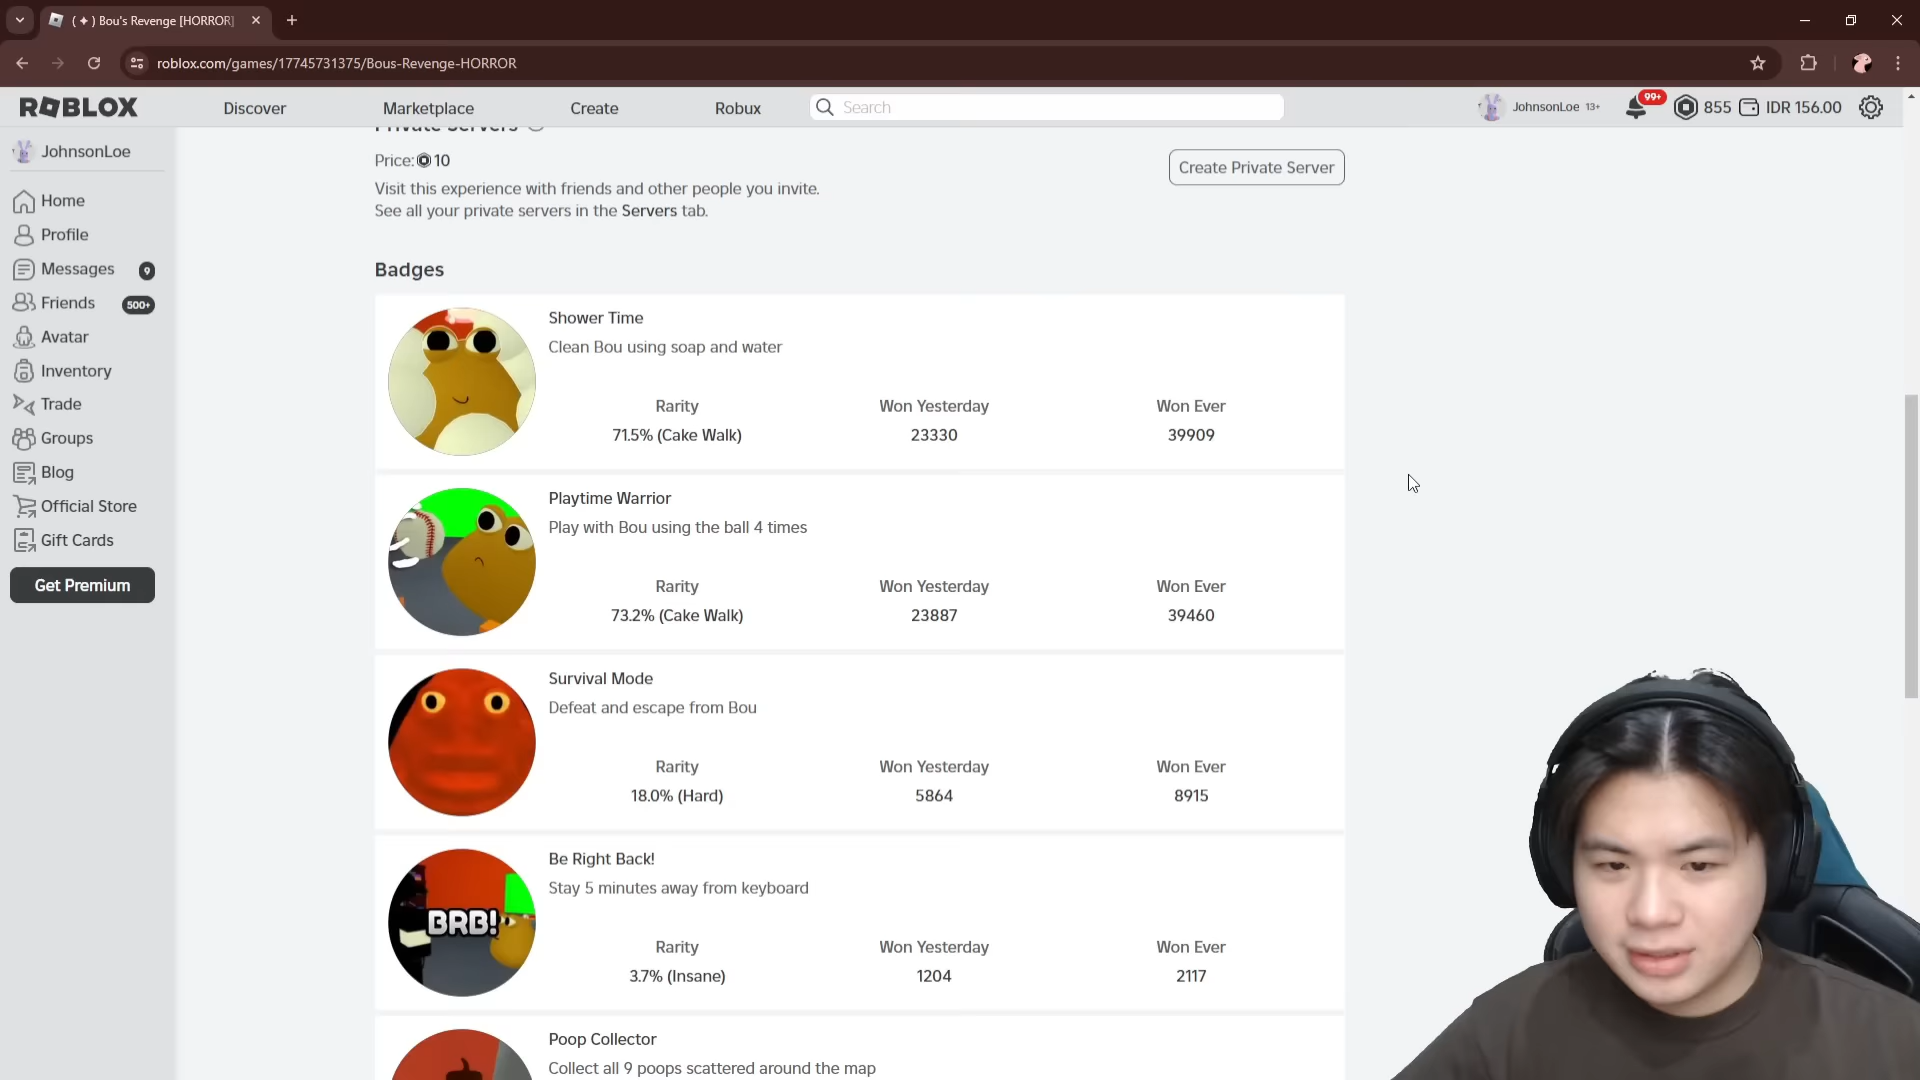 ( ✦ ) Bou's Revenge [HORROR]
roblox.com/games/17745731375/Bous-Revenge-HORROR
ROBLOX
Discover
Marketplace
Create
Robux
Search
JohnsonLoe 13+
99+
855
IDR 156.00
JohnsonLoe
Home
Profile
Messages 9
Friends 500+
Avatar
Inventory
Trade
Groups
Blog
Official Store
Gift Cards
Get Premium
Private Servers
Price: 10
Create Private Server
Visit this experience with friends and other people you invite.
See all your private servers in the Servers tab.
Badges
Shower Time
Clean Bou using soap and water
Rarity Won Yesterday Won Ever
71.5% (Cake Walk) 23330 39909
Playtime Warrior
Play with Bou using the ball 4 times
Rarity Won Yesterday Won Ever
73.2% (Cake Walk) 23887 39460
Survival Mode
Defeat and escape from Bou
Rarity Won Yesterday Won Ever
18.0% (Hard) 5864 8915
BRB!
Be Right Back!
Stay 5 minutes away from keyboard
Rarity Won Yesterday Won Ever
3.7% (Insane) 1204 2117
Poop Collector
Collect all 9 poops scattered around the map